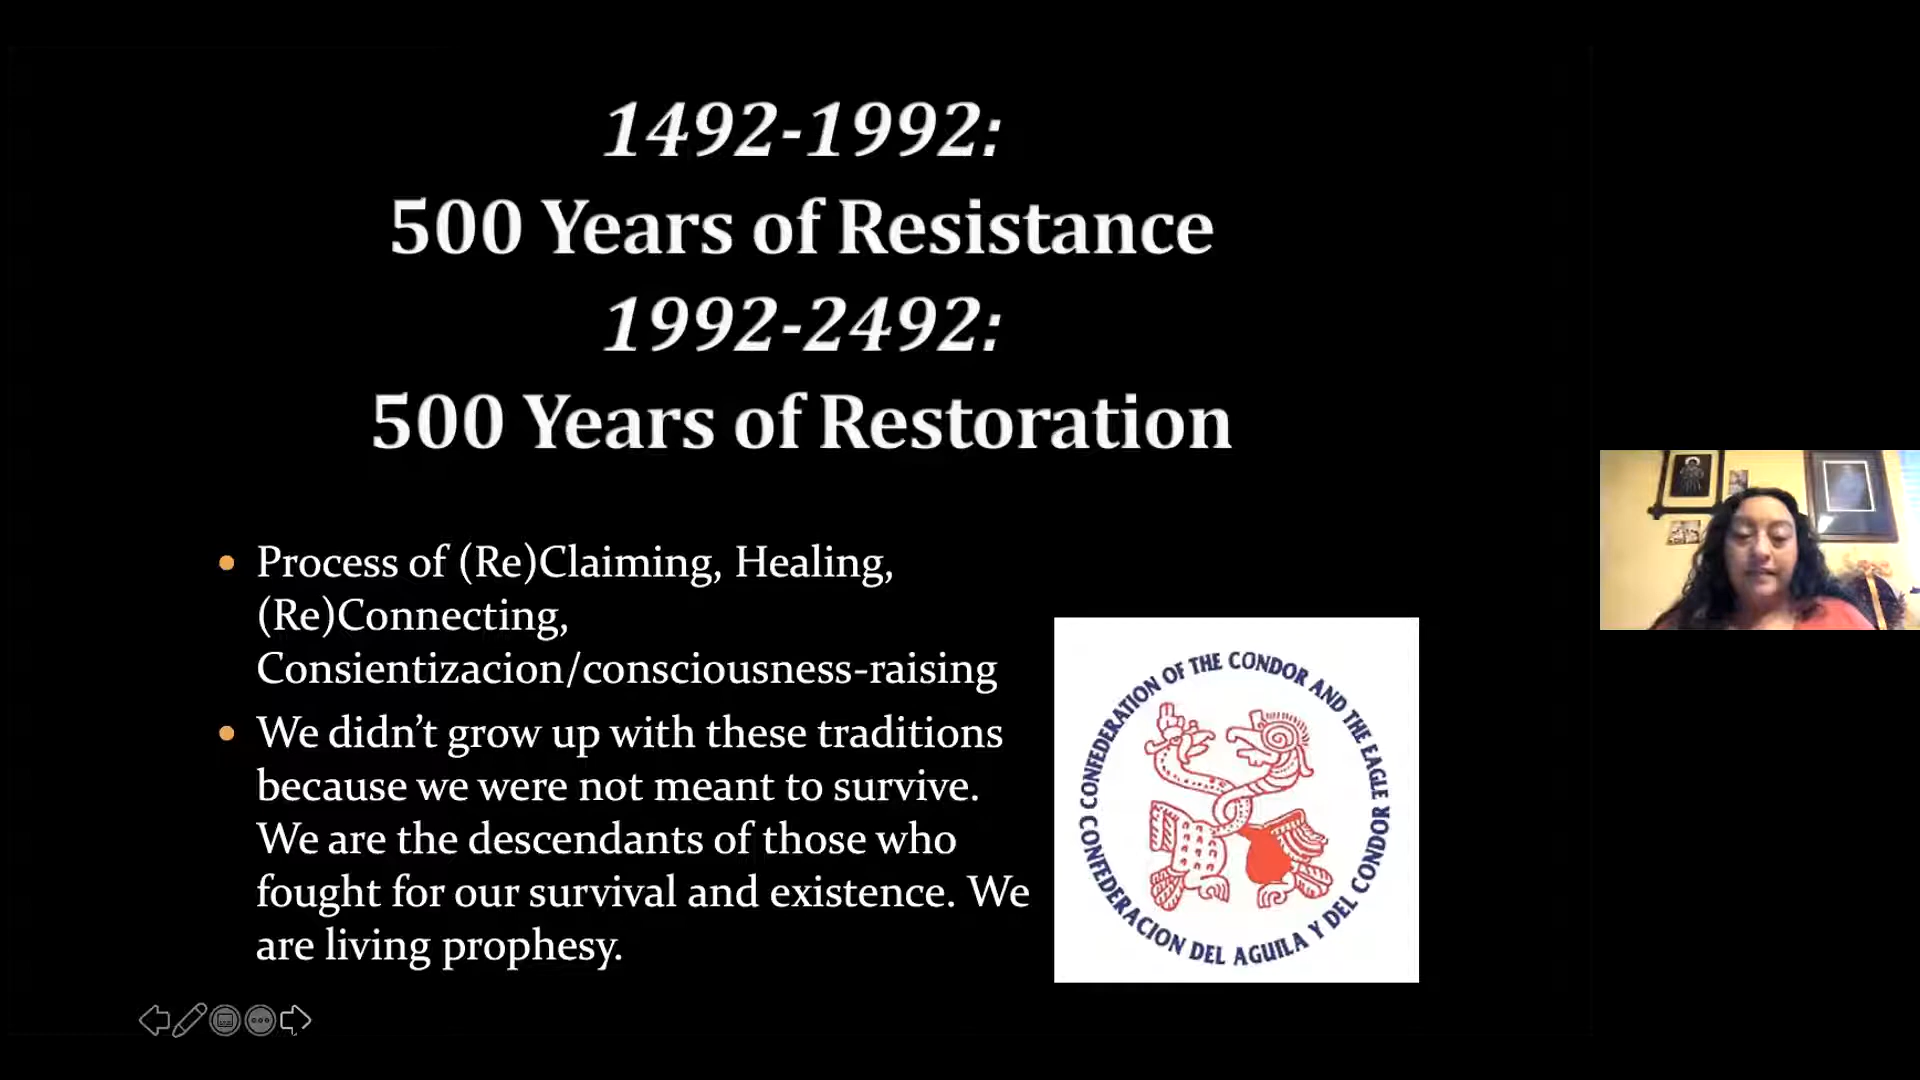 1492-1992:
500 Years of Resistance
1992-2492:
500 Years of Restoration
• Process of (Re)Claiming, Healing,
(Re)Connecting,
Consientizacion/consciousness-raising
• We didn’t grow up with these traditions
because we were not meant to survive.
We are the descendants of those who
fought for our survival and existence. We
are living prophesy.
CONFEDERATION OF THE CONDOR AND THE EAGLE
CONFEDERACION DEL AGUILA Y DEL CONDOR